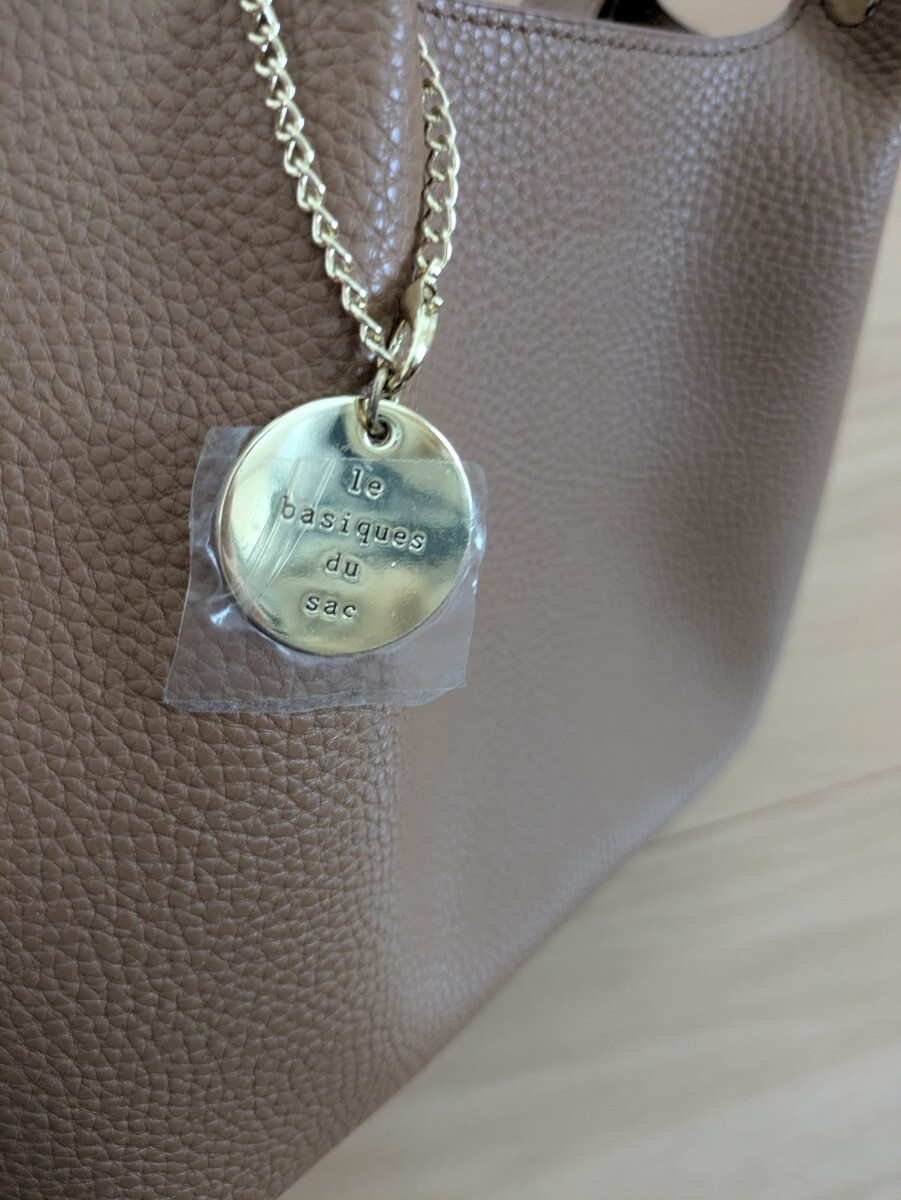 le
basiques
du
sac